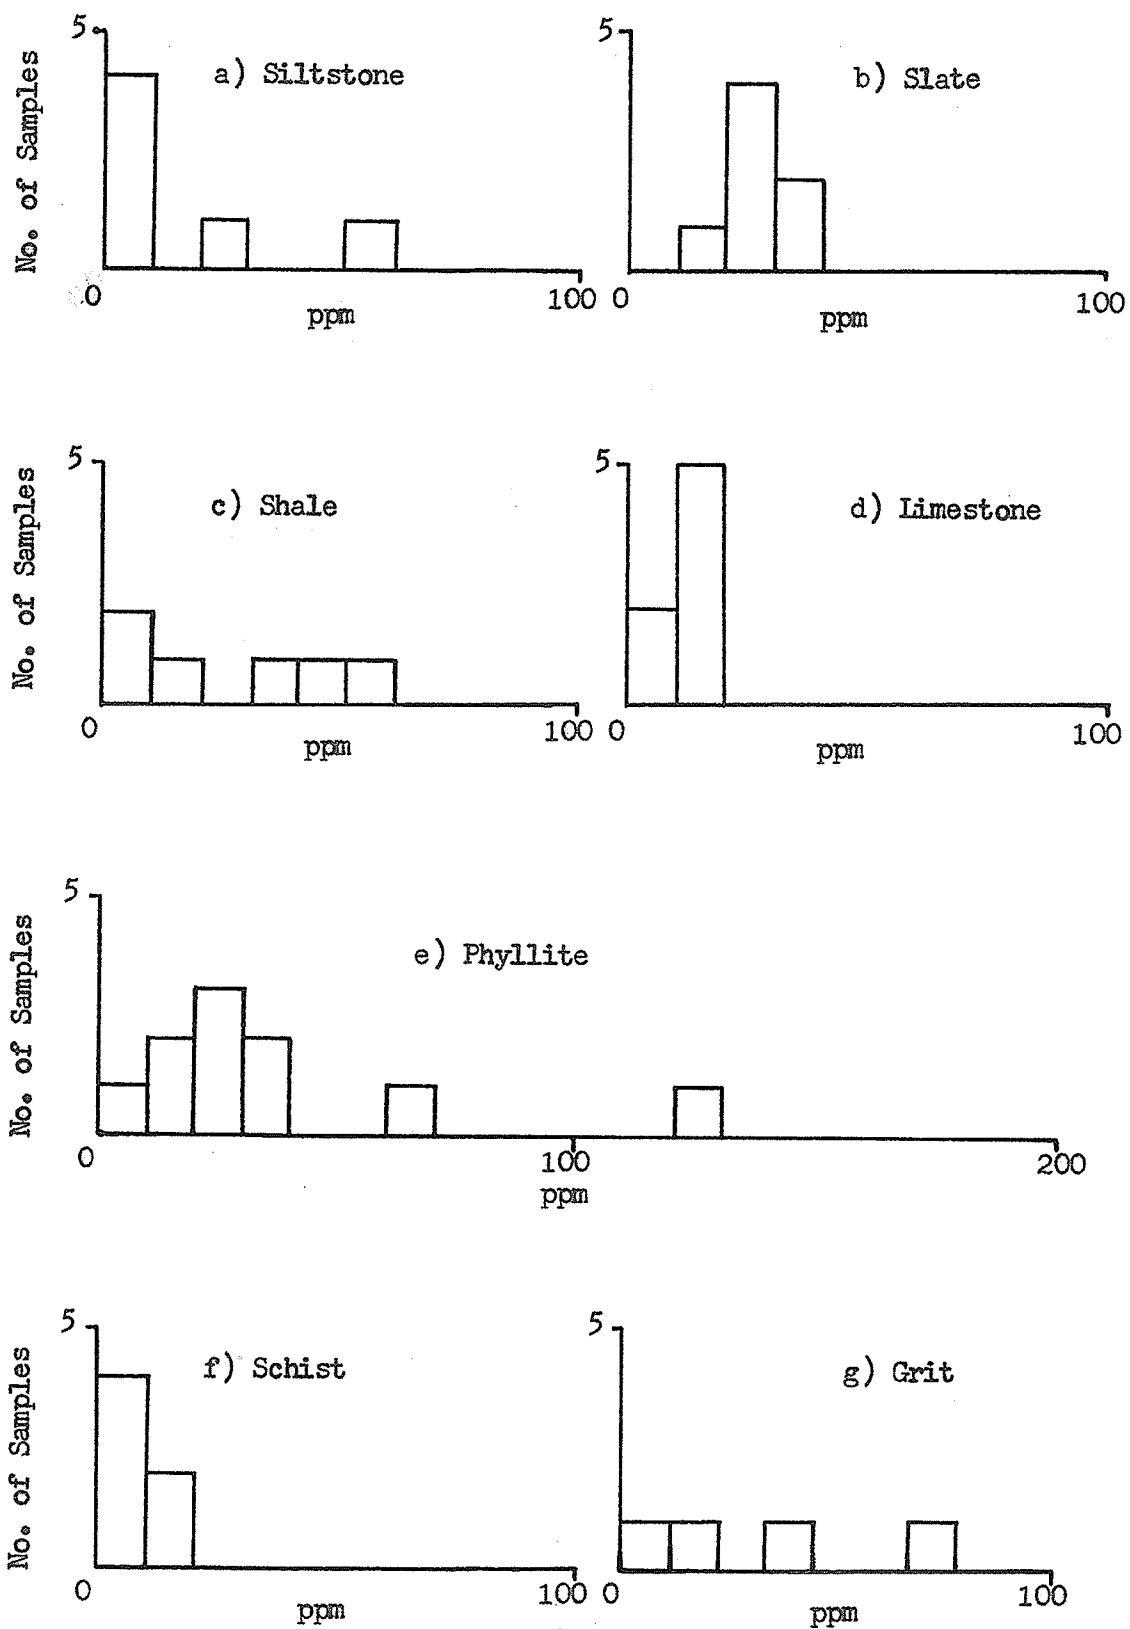 5
5
a) Siltstone
b) Slate
No. of Samples
0
100
0
100
ppm
ppm
5
5
c) Shale
d) Limestone
No. of Samples
0
100
0
100
ppm
ppm
5
e) Phyllite
No. of Samples
0
100
200
ppm
5
5
f) Schist
g) Grit
No. of Samples
0
100
0
100
ppm
ppm